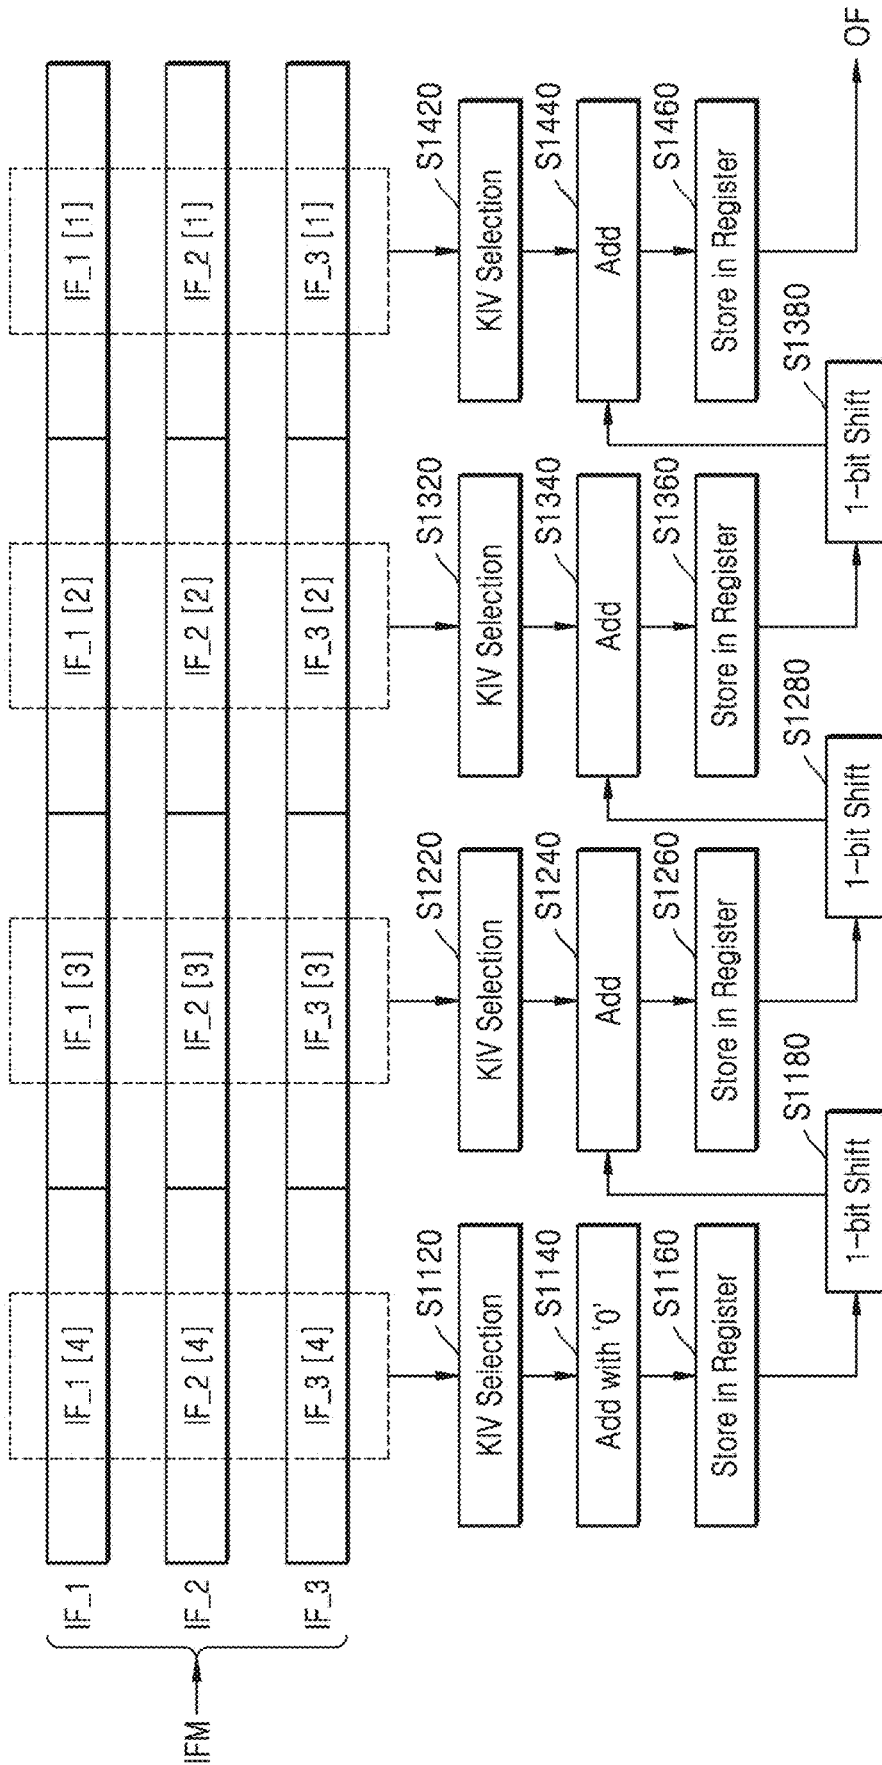 IFM
IF_1
IF_1 [4]
IF_1 [3]
IF_1 [2]
IF_1 [1]
IF_2
IF_2 [4]
IF_2 [3]
IF_2 [2]
IF_2 [1]
IF_3
IF_3 [4]
IF_3 [3]
IF_3 [2]
IF_3 [1]
S1120
KIV Selection
S1140
Add with ‘0’
S1160
Store in Register
S1180
1-bit Shift
S1220
KIV Selection
S1240
Add
S1260
Store in Register
S1280
1-bit Shift
S1320
KIV Selection
S1340
Add
S1360
Store in Register
S1380
1-bit Shift
S1420
KIV Selection
S1440
Add
S1460
Store in Register
OF